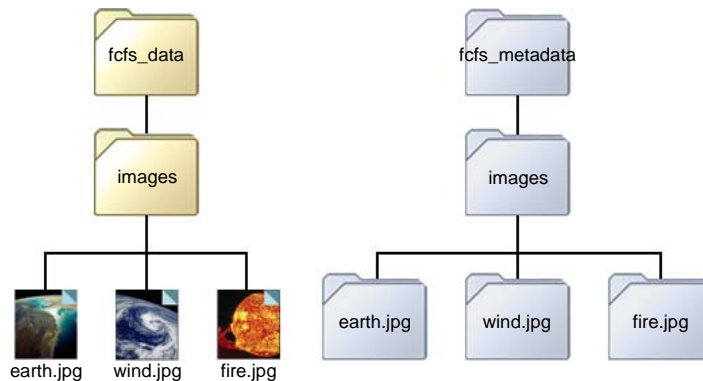 fcfs_data
fcfs_metadata
images
images
earth.jpg
wind.jpg
fire.jpg
earth.jpg
wind.jpg
fire.jpg